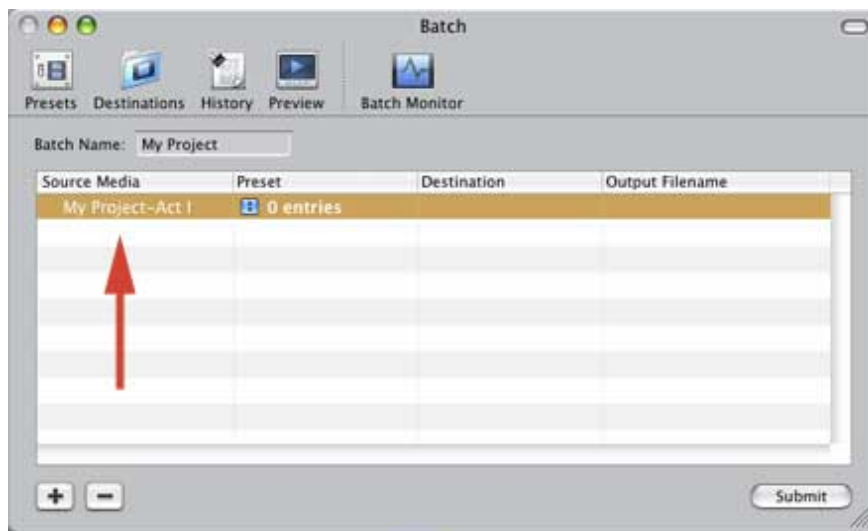 Batch
Presets Destinations History Preview Batch Monitor
Batch Name: My Project
Source Media Preset Destination Output Filename
My Project-Act I 0 entries
Submit